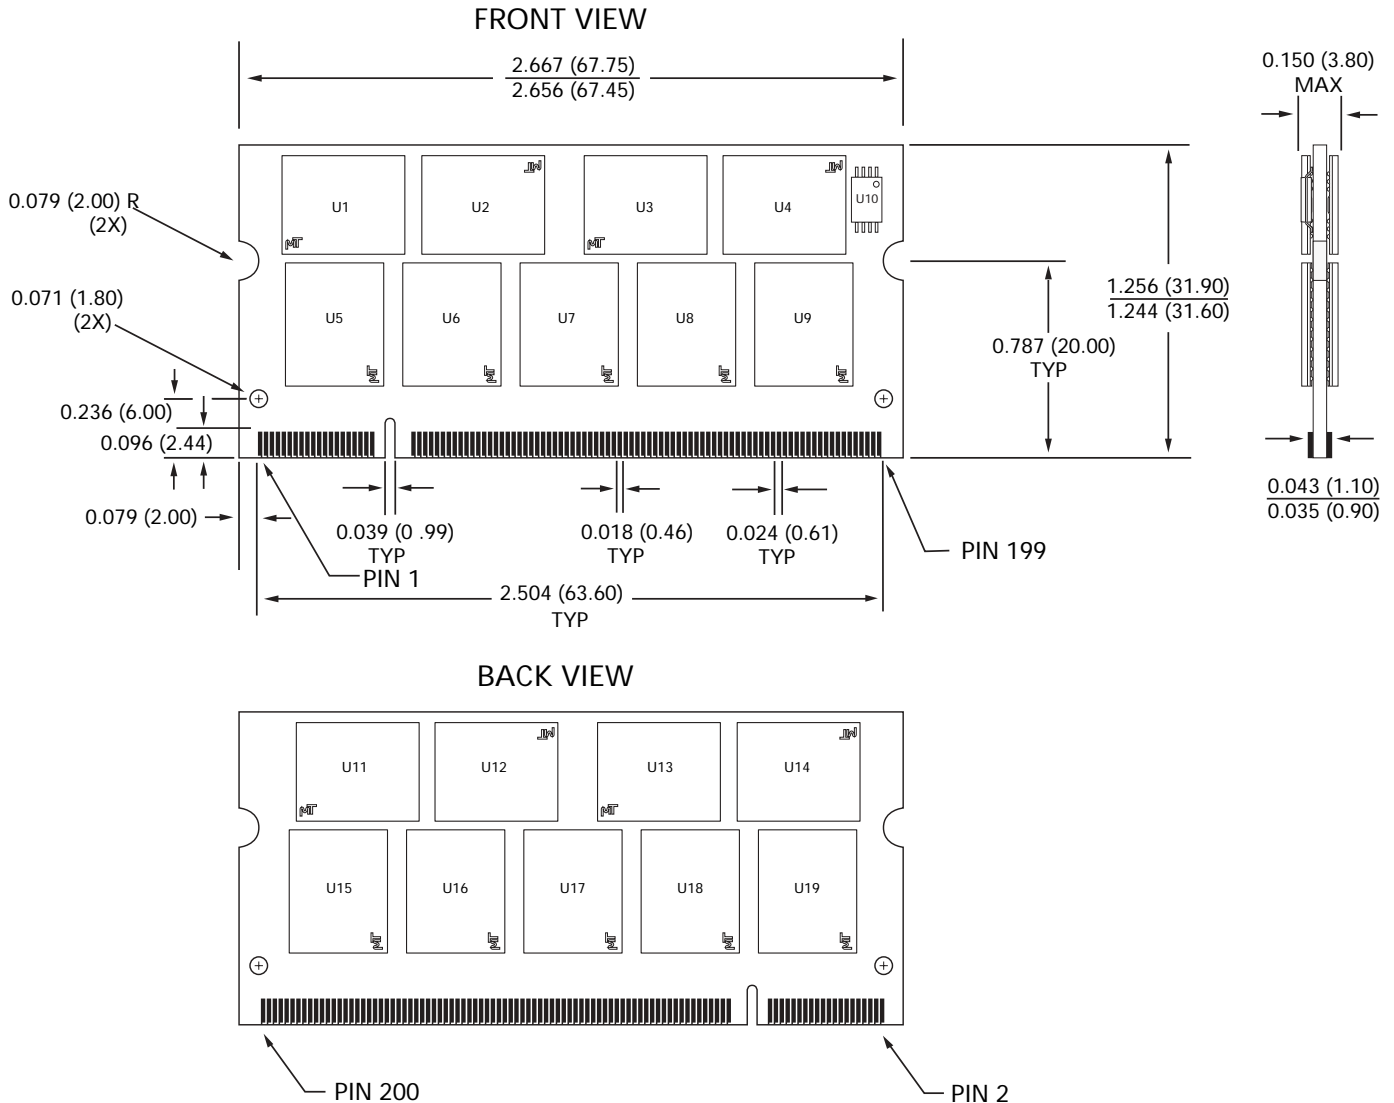 FRONT VIEW
2.667 (67.75)
2.656 (67.45)
0.150 (3.80)
MAX
0.079 (2.00) R
(2X)
U1
U2
U3
U4
U10
0.071 (1.80)
(2X)
U5
U6
U7
U8
U9
1.256 (31.90)
1.244 (31.60)
0.787 (20.00)
TYP
0.236 (6.00)
0.096 (2.44)
0.079 (2.00)
0.039 (0 .99)
TYP
0.018 (0.46)
TYP
0.024 (0.61)
TYP
0.043 (1.10)
0.035 (0.90)
PIN 199
PIN 1
2.504 (63.60)
TYP
BACK VIEW
U11
U12
U13
U14
U15
U16
U17
U18
U19
PIN 200
PIN 2